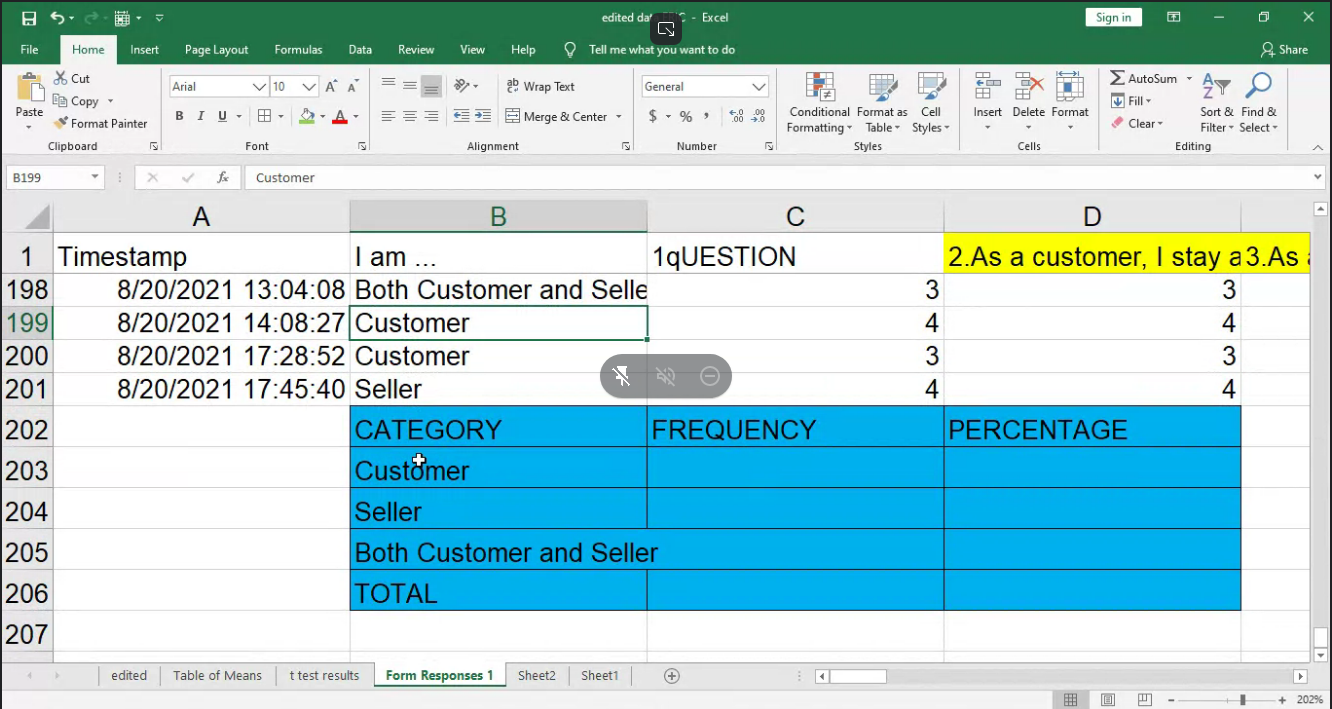 edited da   C - Excel
Sign in
File Home Insert Page Layout Formulas Data Review View Help Tell me what you want to do Share
Paste Cut Copy Format Painter
Clipboard
Arial 10
B I U A
Font
Wrap Text
Merge & Center
Alignment
General
$ % ,
Number
Conditional Formatting Format as Table Cell Styles
Styles
Insert Delete Format
Cells
AutoSum Fill Clear
Sort & Filter Find & Select
Editing
B199 fx Customer
A B C D
1 Timestamp I am ... 1qUESTION 2.As a customer, I stay a 3.As
198 8/20/2021 13:04:08 Both Customer and Selle 3 3
199 8/20/2021 14:08:27 Customer 4 4
200 8/20/2021 17:28:52 Customer 3 3
201 8/20/2021 17:45:40 Seller 4 4
202 CATEGORY FREQUENCY PERCENTAGE
203 Customer
204 Seller
205 Both Customer and Seller
206 TOTAL
207
edited Table of Means t test results Form Responses 1 Sheet2 Sheet1
202%